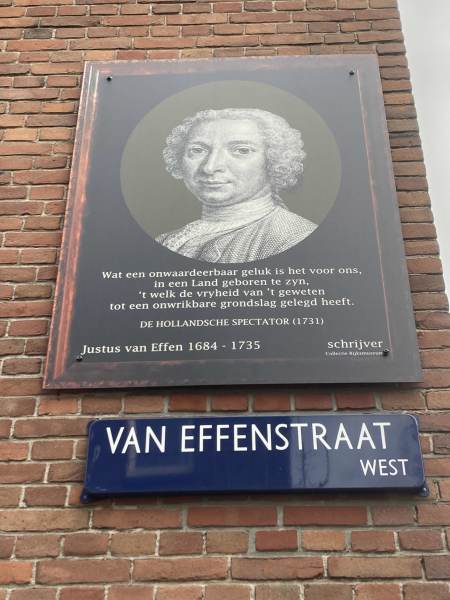 Wat een onwaardeerbaar geluk is het voor ons,
in een Land geboren te zyn,
't welk de vryheid van 't geweten
tot een onwrikbare grondslag gelegd heeft.
DE HOLLANDSCHE SPECTATOR (1731)
Justus van Effen 1684 - 1735
schrijver
Collectie Rijksmuseum
VAN EFFENSTRAAT
WEST